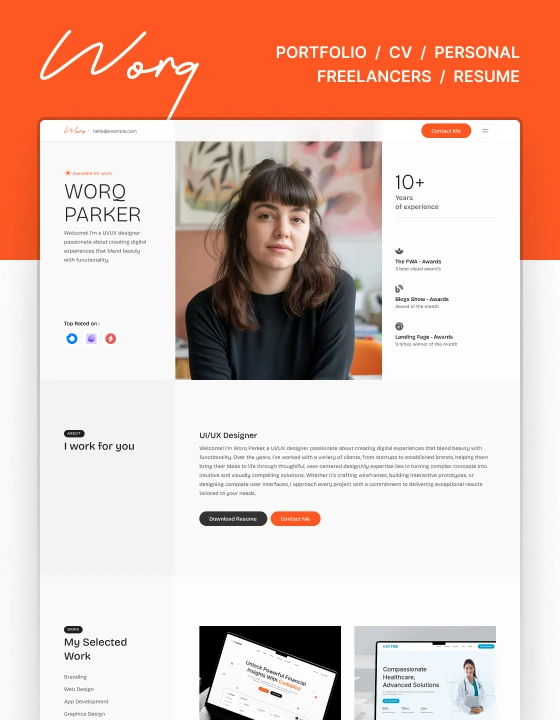 Worq
PORTFOLIO / CV / PERSONAL
FREELANCERS / RESUME
Worq - hello@example.com
Contact Me
Available for work
WORQ
PARKER
Welcome! I'm a UI/UX designer
passionate about creating digital
experiences that blend beauty
with functionality.
Top Rated on :
10+
Years
of experience
The FWA - Awards
3 best visual awards
Blogs Show - Awards
Award of the month
Landing Page - Awards
5 times winner of the month
ABOUT
I work for you
UI/UX Designer
Welcome! I'm Worq Parker, a UI/UX designer passionate about creating digital experiences that blend beauty with
functionality. Over the years, I've worked with a variety of clients, from startups to established brands, helping them
bring their ideas to life through thoughtful, user-centered design.My expertise lies in turning complex concepts into
intuitive and visually compelling solutions. Whether it's crafting wireframes, building interactive prototypes, or
designing complete user interfaces, I approach every project with a commitment to delivering exceptional results
tailored to your needs.
Download Resume
Contact Me
WORK
My Selected
Work
Branding
Web Design
App Development
Graphics Design
Unlock Powerful Financial
Insights With
Compassionate
Healthcare,
Advanced Solutions